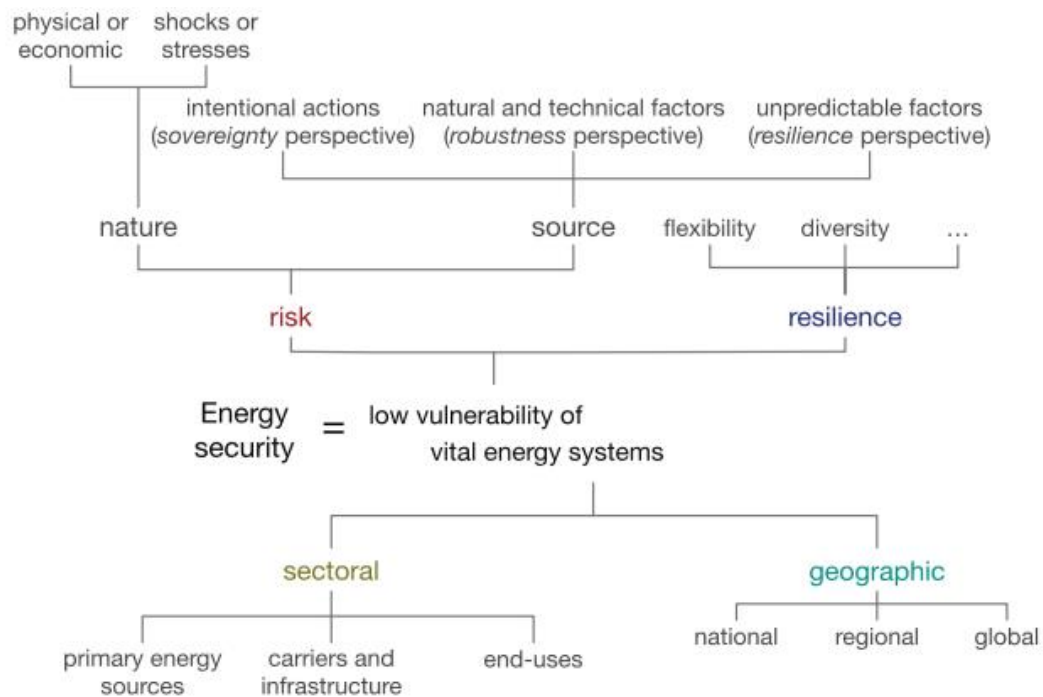 physical or economic
shocks or stresses
intentional actions
(sovereignty perspective)
natural and technical factors
(robustness perspective)
unpredictable factors
(resilience perspective)
nature
source
flexibility
diversity
...
risk
resilience
Energy security
=
low vulnerability of
vital energy systems
sectoral
geographic
primary energy sources
carriers and infrastructure
end-uses
national
regional
global